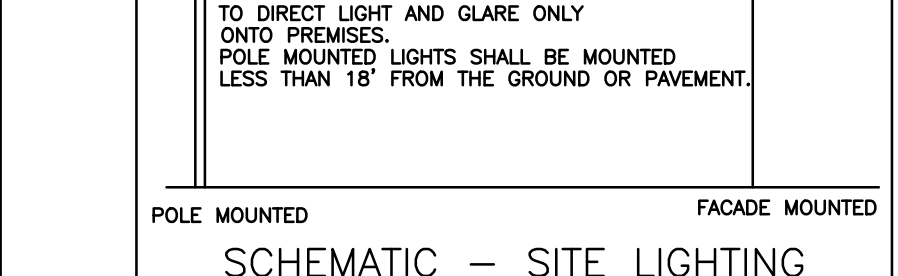 TO DIRECT LIGHT AND GLARE ONLY
ONTO PREMISES.
POLE MOUNTED LIGHTS SHALL BE MOUNTED
LESS THAN 18' FROM THE GROUND OR PAVEMENT.
POLE MOUNTED
FACADE MOUNTED
SCHEMATIC – SITE LIGHTING